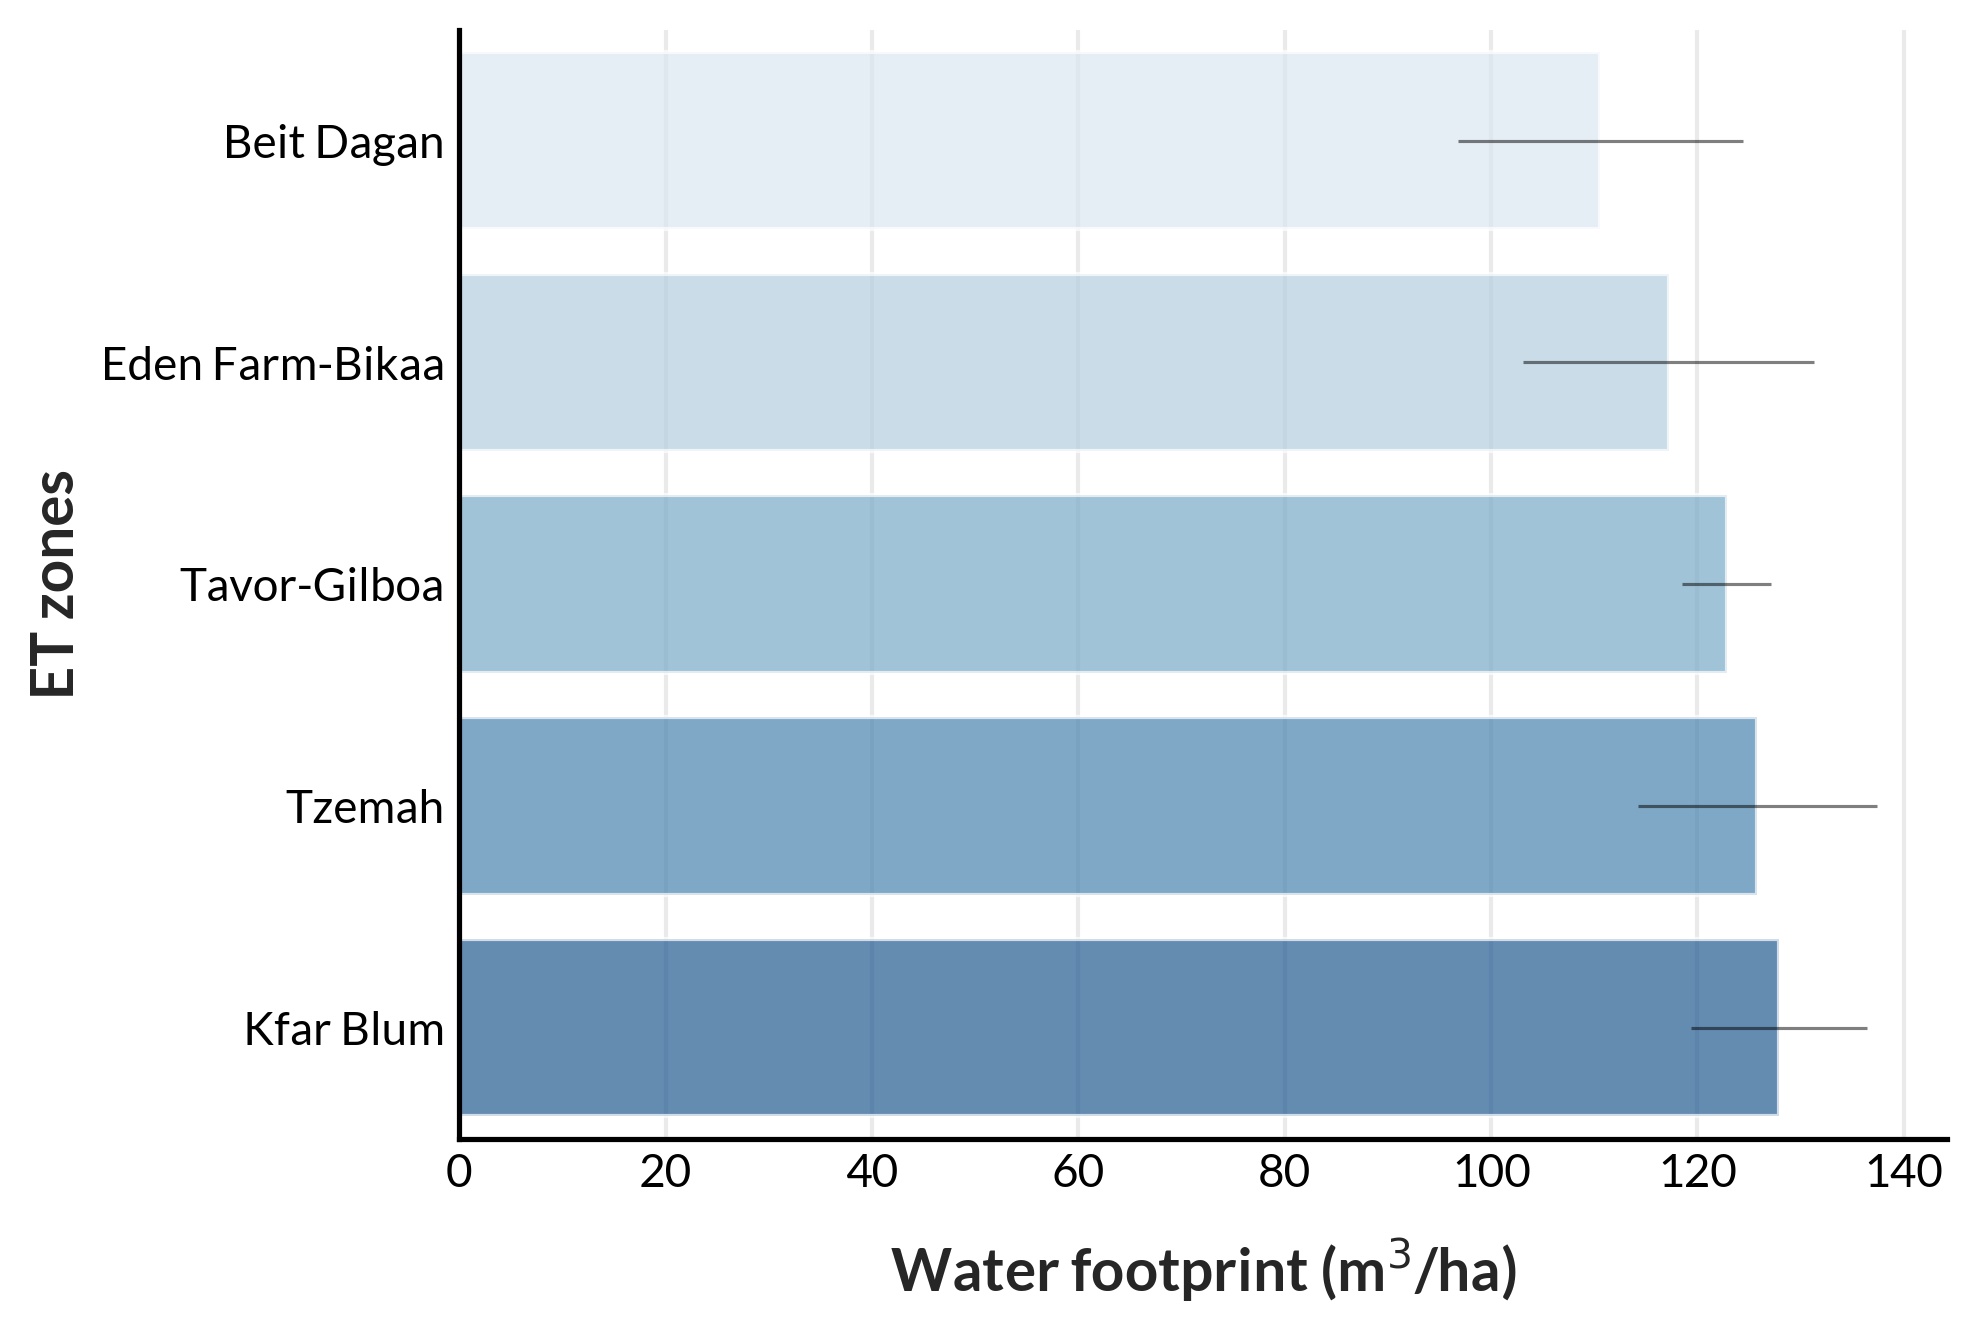 Beit Dagan
Eden Farm-Bikaa
Tavor-Gilboa
Tzemah
Kfar Blum
ET zones
0 20 40 60 80 100 120 140
Water footprint (m³/ha)